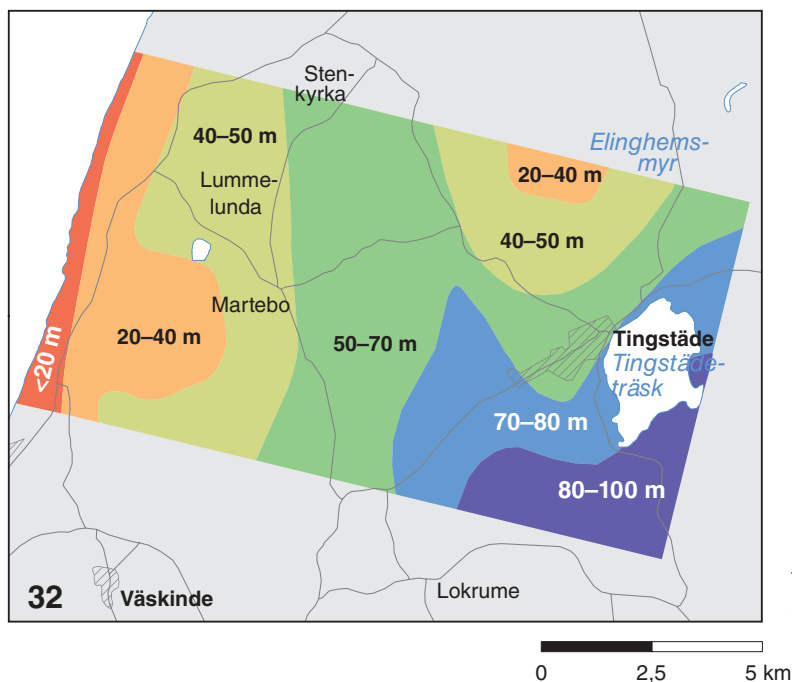 Sten-
kyrka
40–50 m
Elinghems-
myr
20–40 m
Lumme-
lunda
40–50 m
Martebo
<20 m
20–40 m
50–70 m
Tingstäde
Tingstäde-
träsk
70–80 m
80–100 m
32
Väskinde
Lokrume
0 2,5 5 km